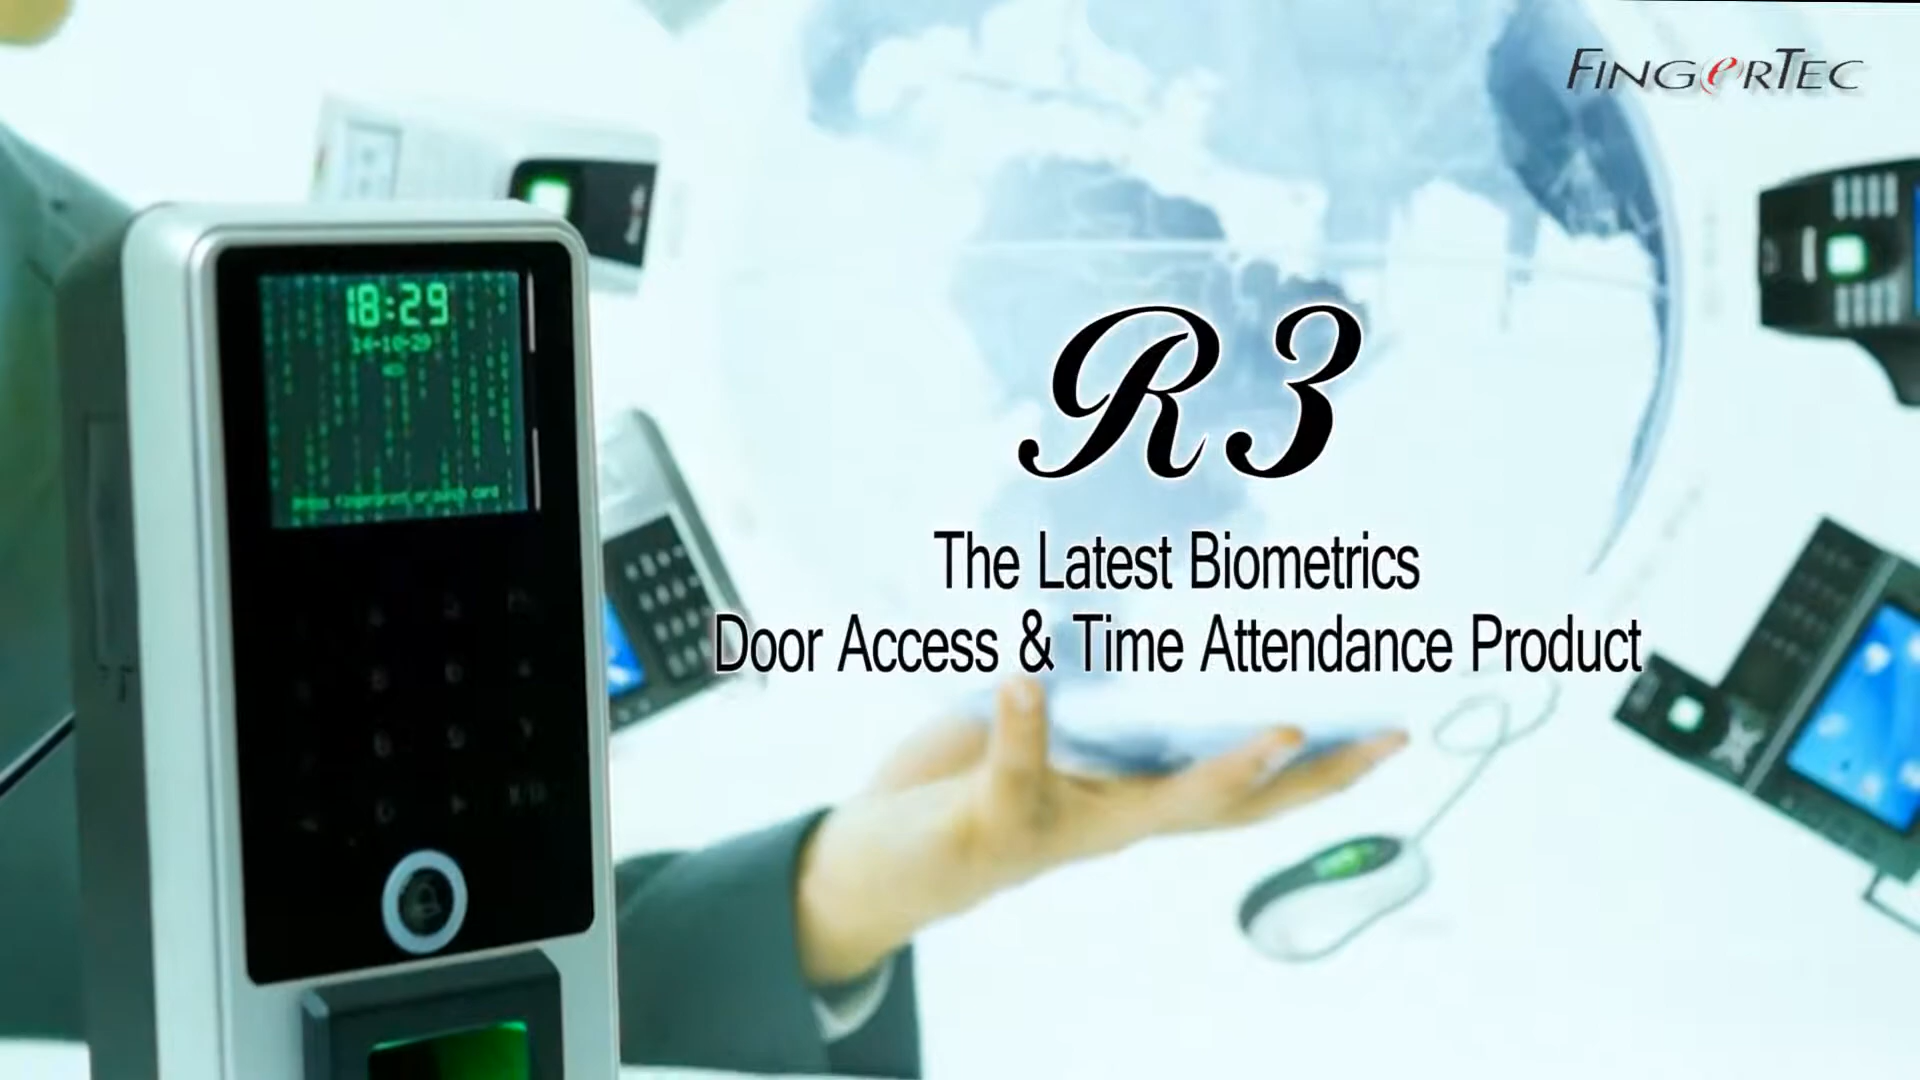 FINGERTEC
18:29
14-10-29
R3
The Latest Biometrics
Door Access & Time Attendance Product